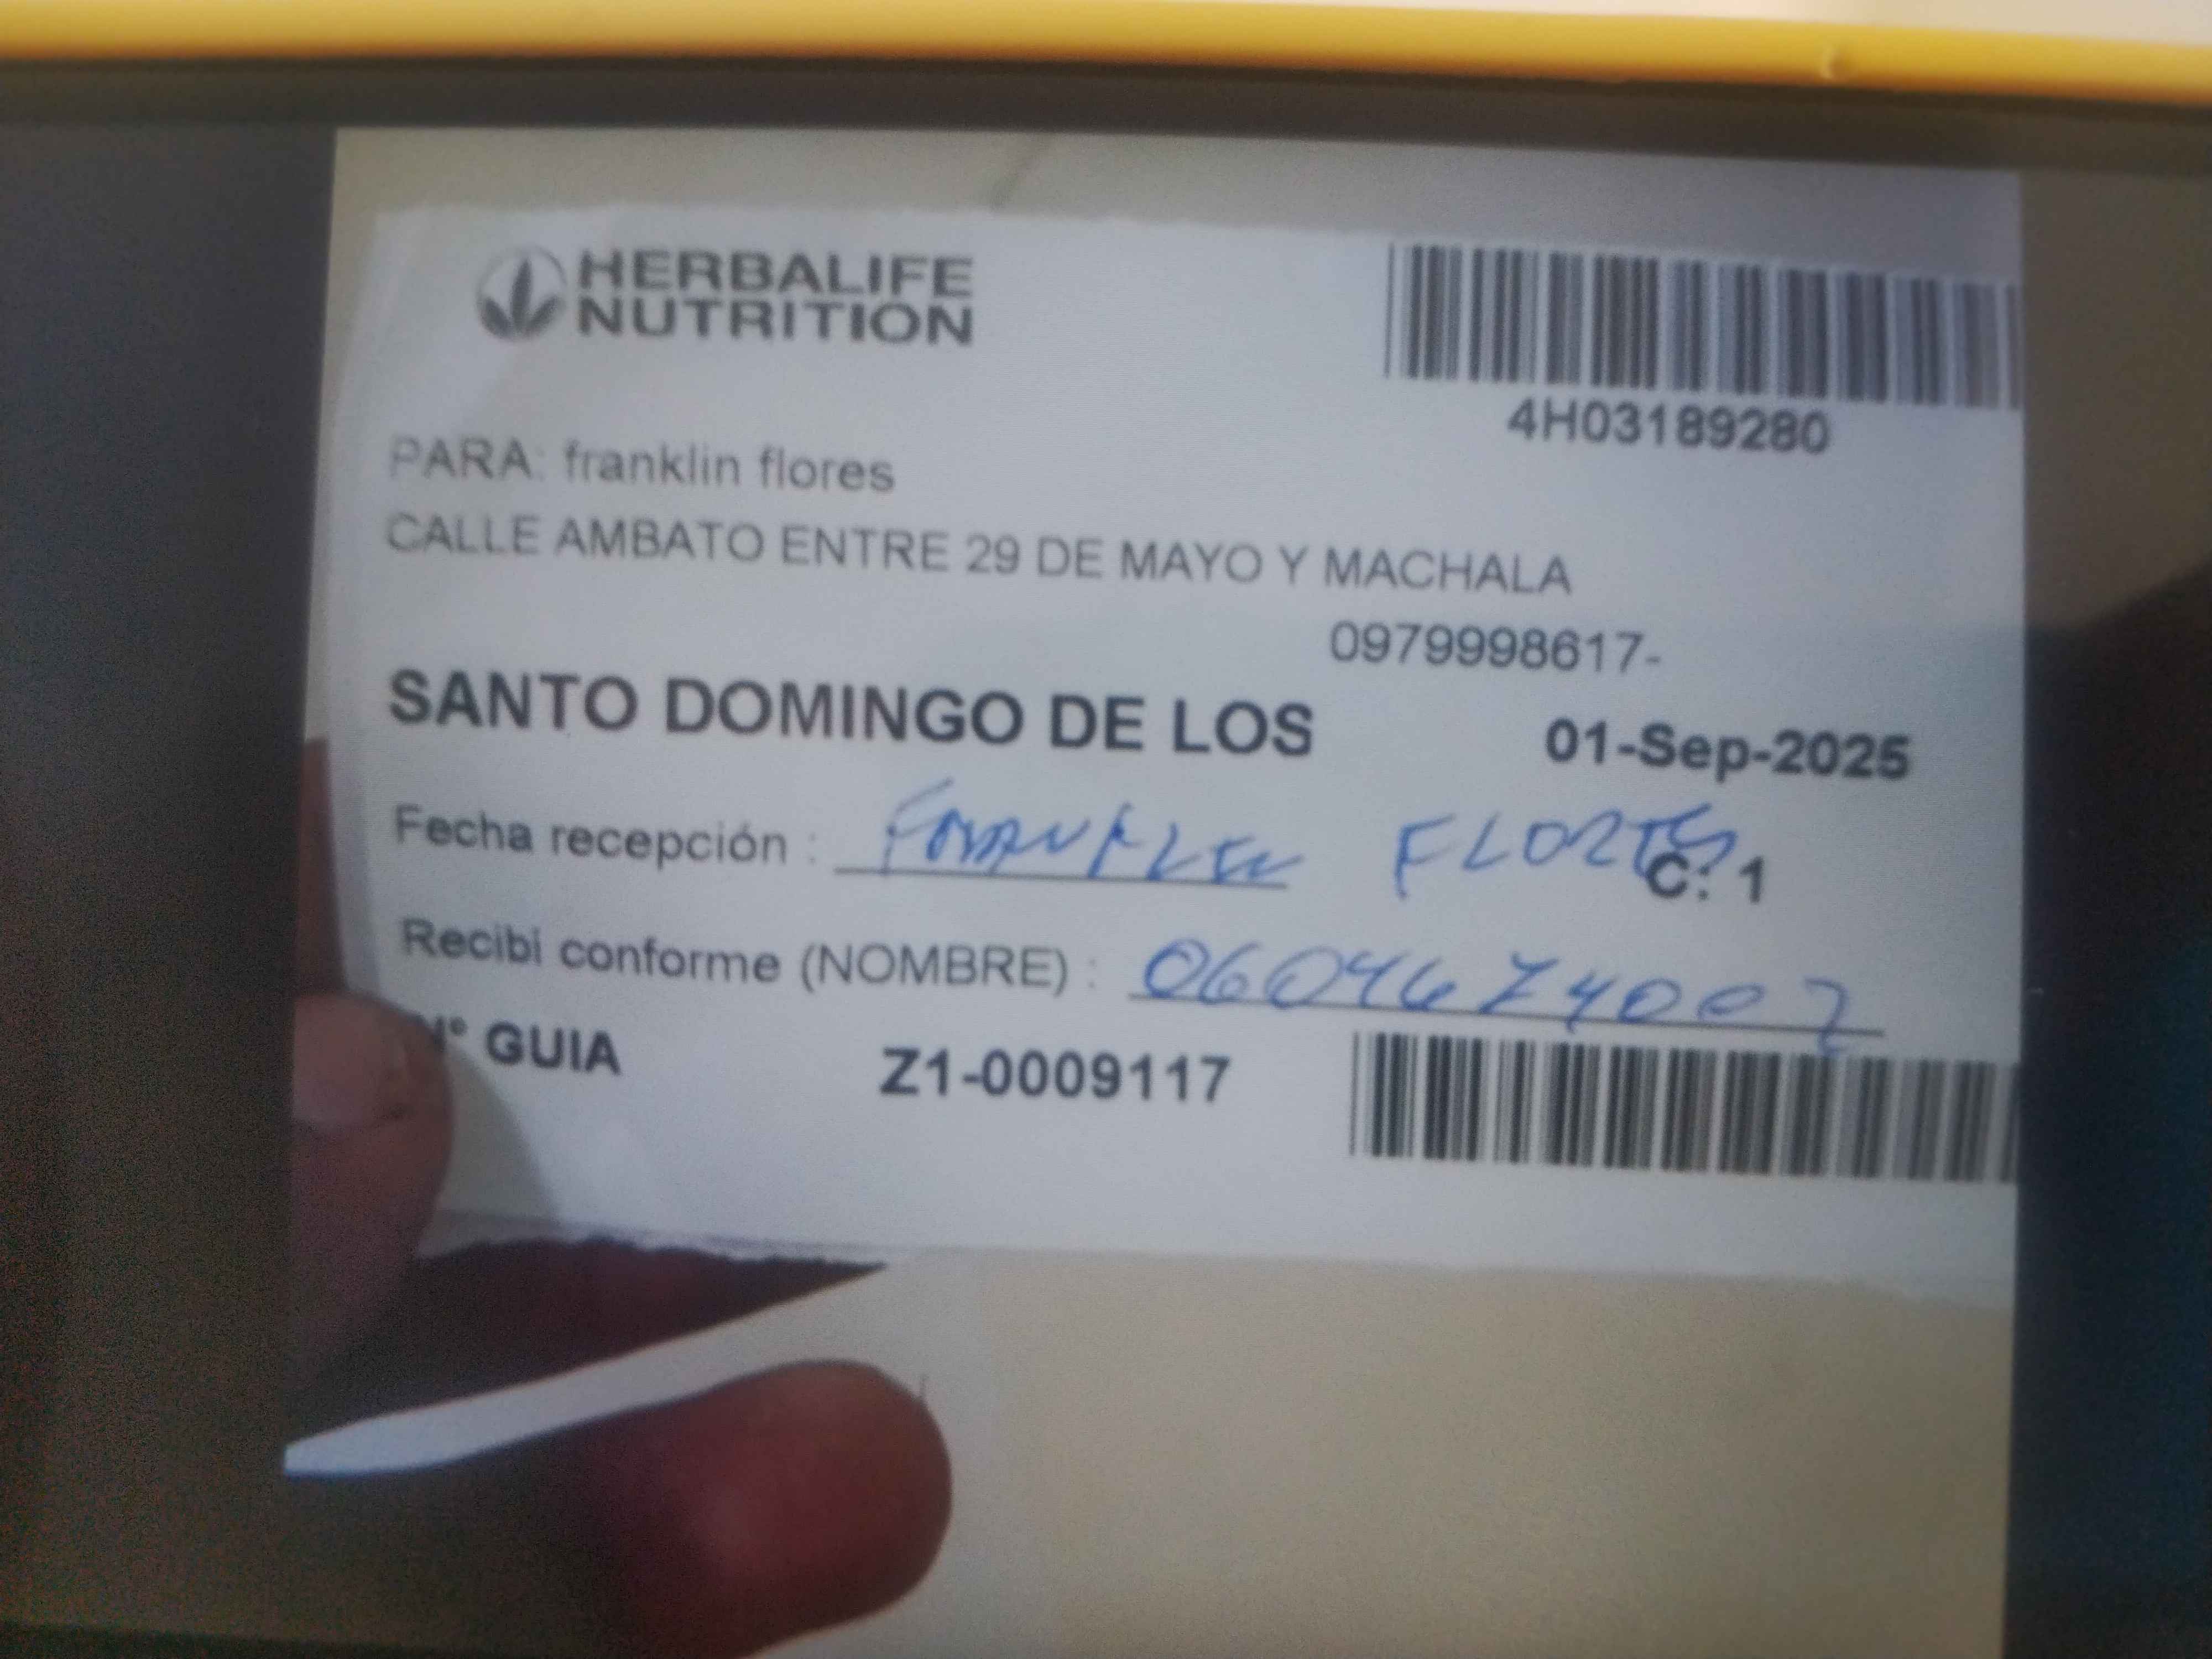 HERBALIFE
NUTRITION
4H03189280
PARA: franklin flores
CALLE AMBATO ENTRE 29 DE MAYO Y MACHALA
0979998617-
SANTO DOMINGO DE LOS 01-Sep-2025
Fecha recepción : FLORES C: 1
Recibi conforme (NOMBRE) :
N° GUIA Z1-0009117